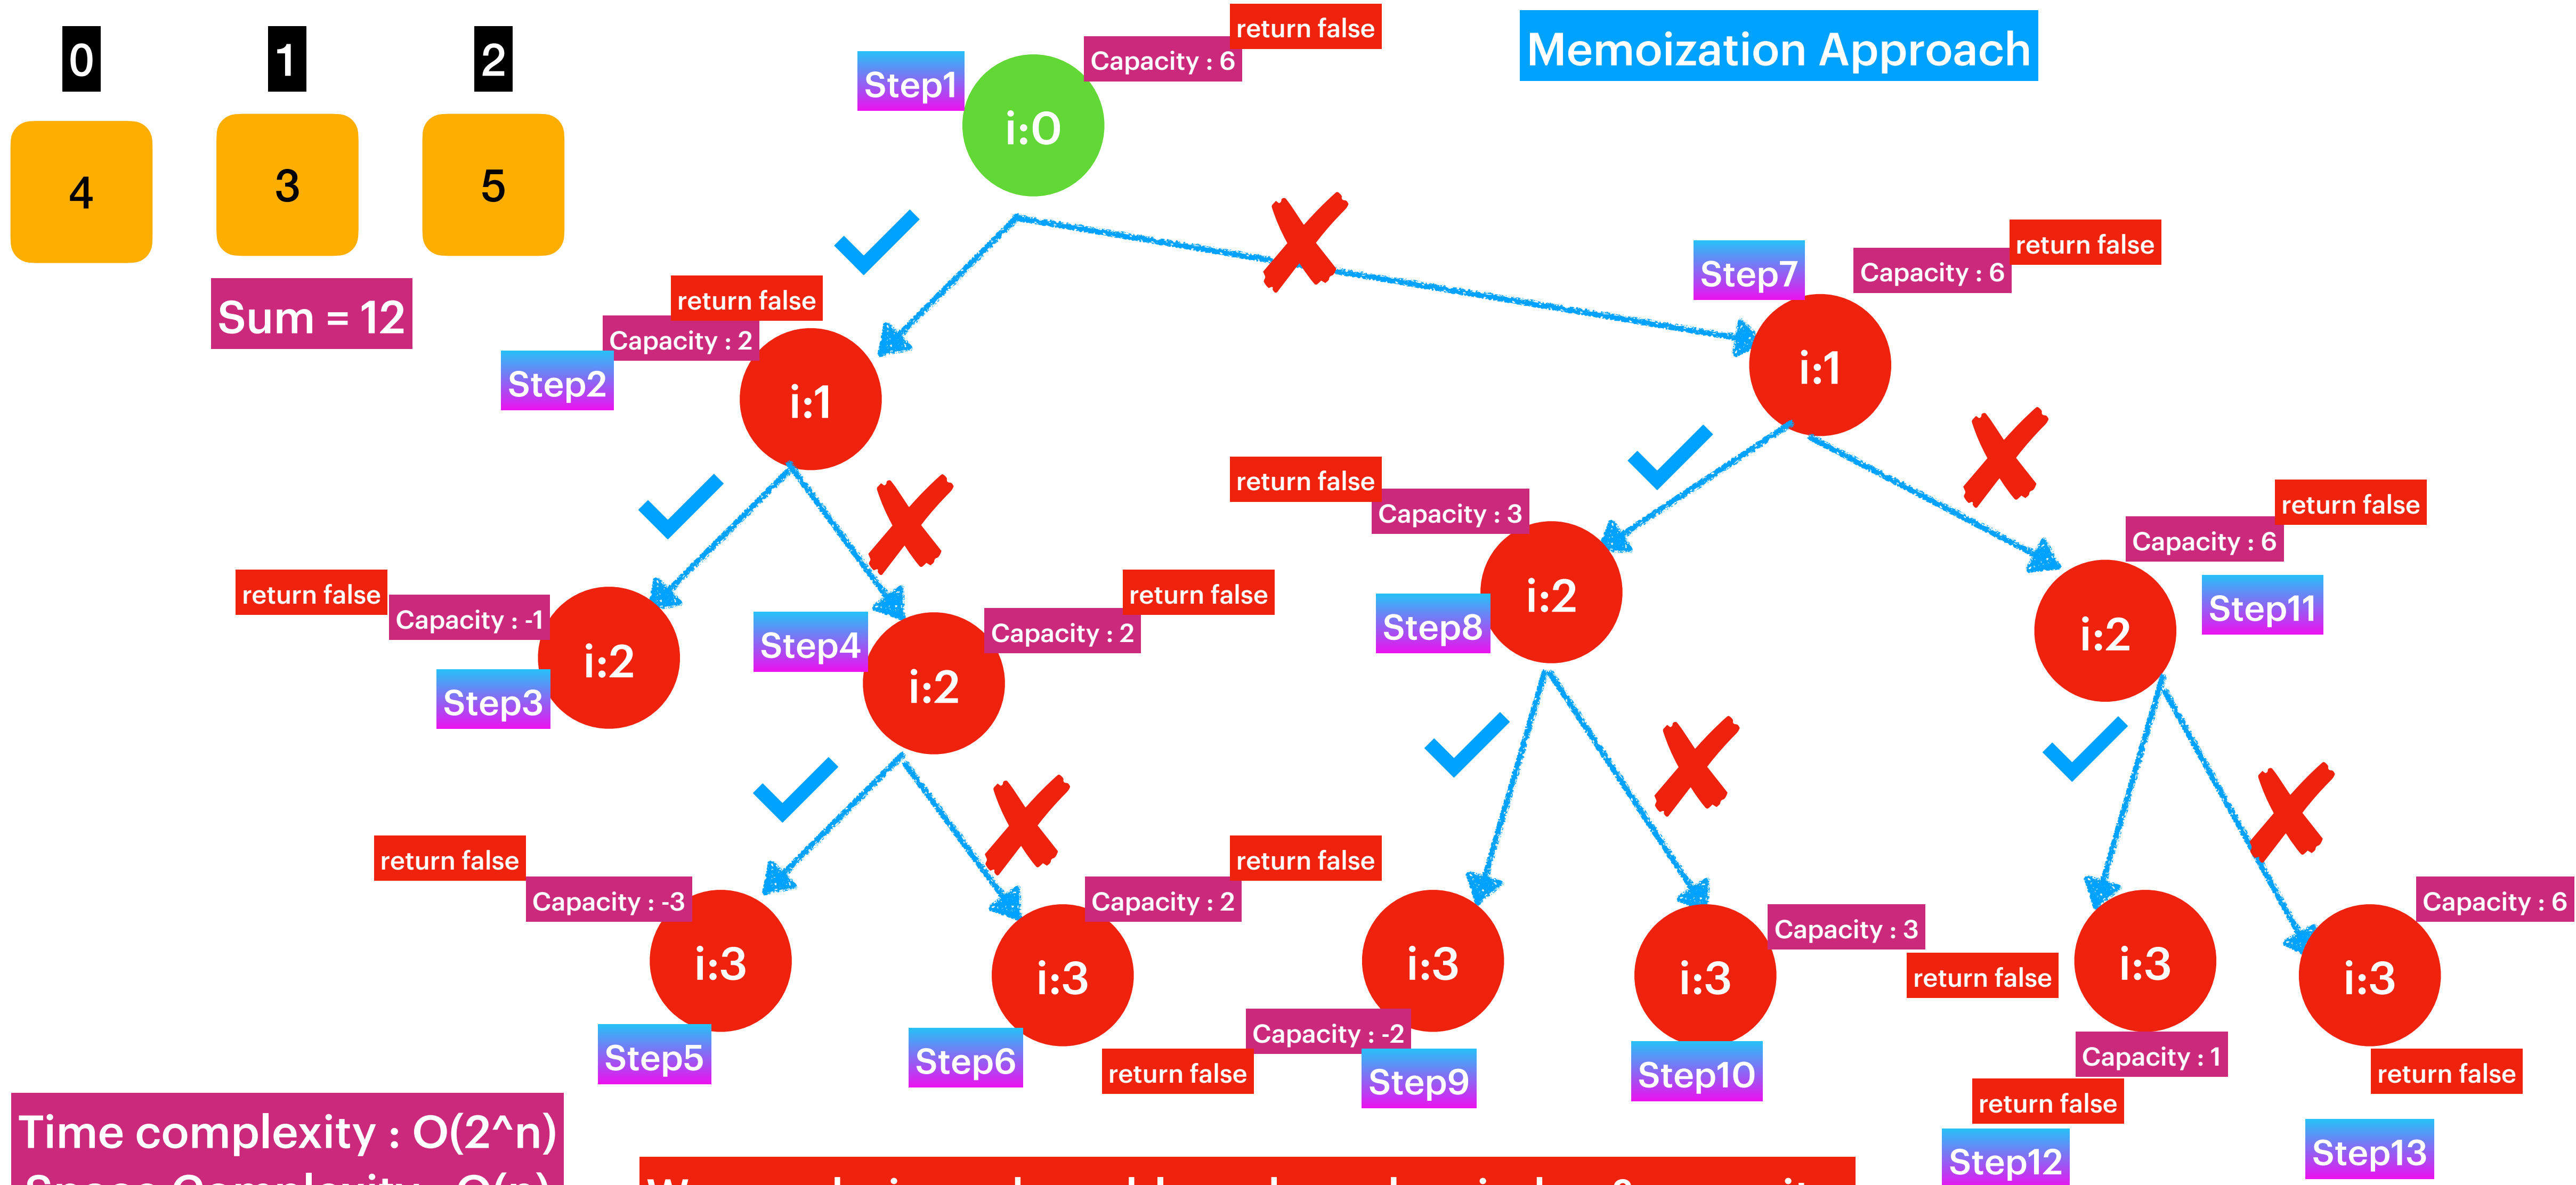 0
1
2
4
3
5
Sum = 12
Memoization Approach
return false
Capacity : 6
Step1
i:0
return false
Capacity : 2
Step2
i:1
Step7
Capacity : 6
return false
i:1
return false
Capacity : -1
Step3
i:2
Step4
Capacity : 2
return false
i:2
return false
Capacity : 3
Step8
i:2
return false
Capacity : 6
Step11
i:2
return false
Capacity : -3
i:3
Step5
return false
Capacity : 2
i:3
Step6
i:3
Capacity : -2
return false
Step9
Capacity : 3
return false
i:3
Step10
i:3
Capacity : 1
return false
Step12
Capacity : 6
i:3
return false
Step13
Time complexity : O(2^n)
Space Complexity : O(n)